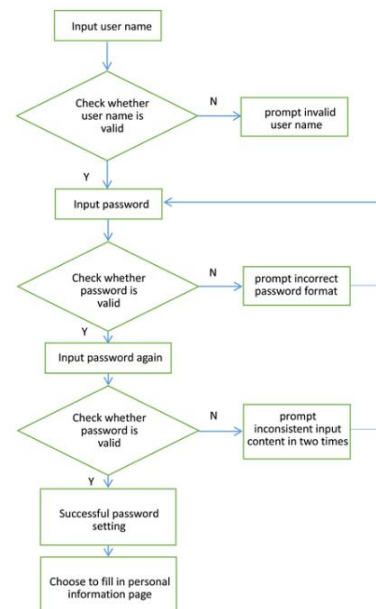 Input user name
Check whether
user name is
valid
N
prompt invalid
user name
Y
Input password
Check whether
password is
valid
N
prompt incorrect
password format
Y
Input password again
Check whether
password is
valid
N
prompt
inconsistent input
content in two times
Y
Successful password
setting
Choose to fill in personal
information page